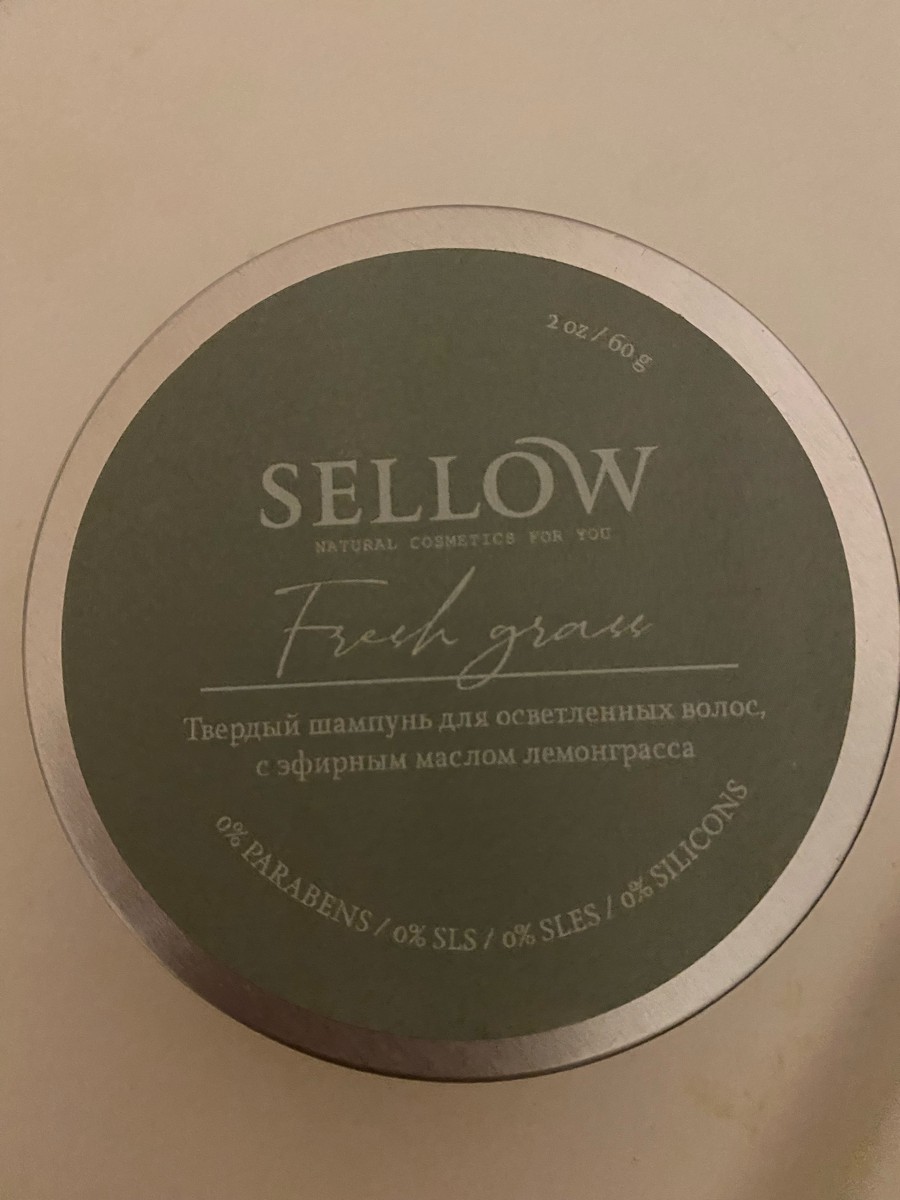 2 oz / 60 g
SELLOW
NATURAL COSMETICS FOR YOU
Fresh grass
Твердый шампунь для осветленных волос,
с эфирным маслом лемонграсса
0% PARABENS / 0% SLS / 0% SLES / 0% SILICONS